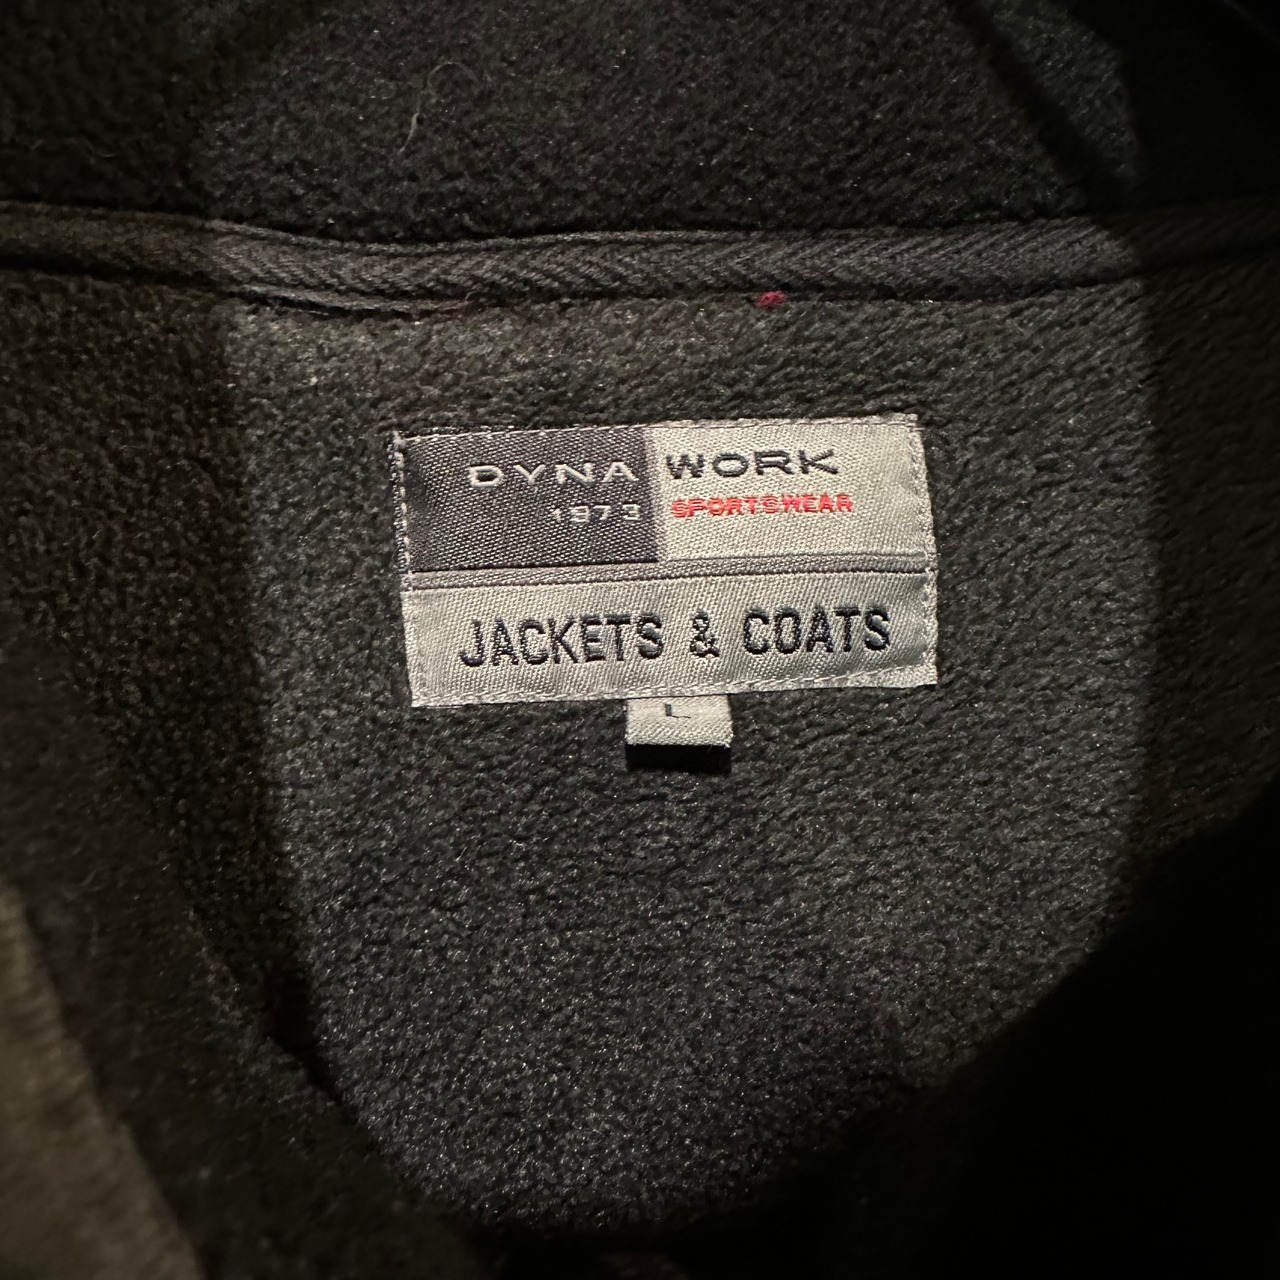 DYNA WORK
1973 SPORTSWEAR
JACKETS & COATS
L